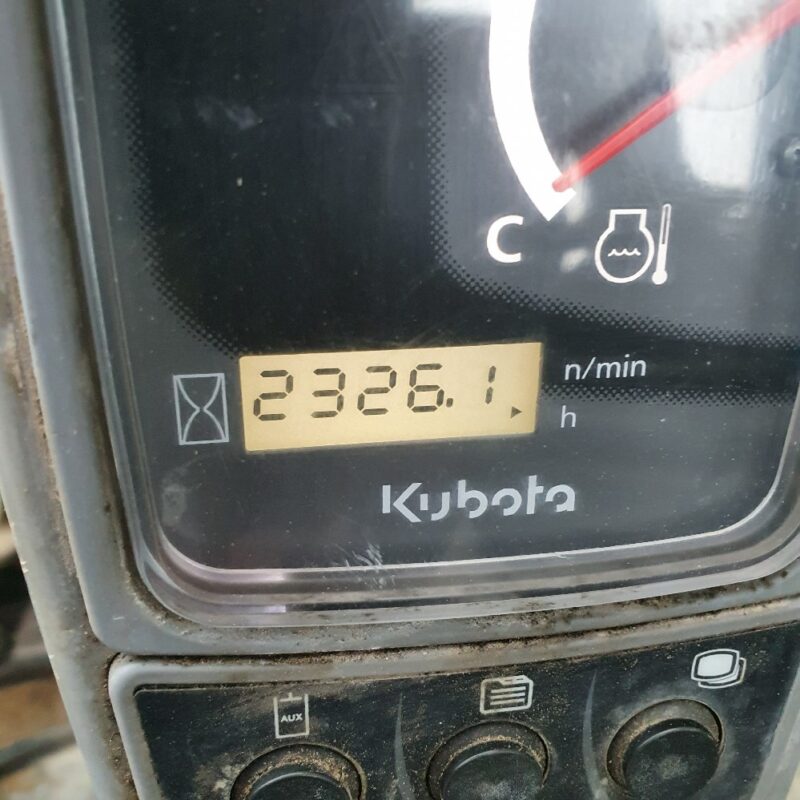 C
2326.1
n/min
h
Kubota
AUX